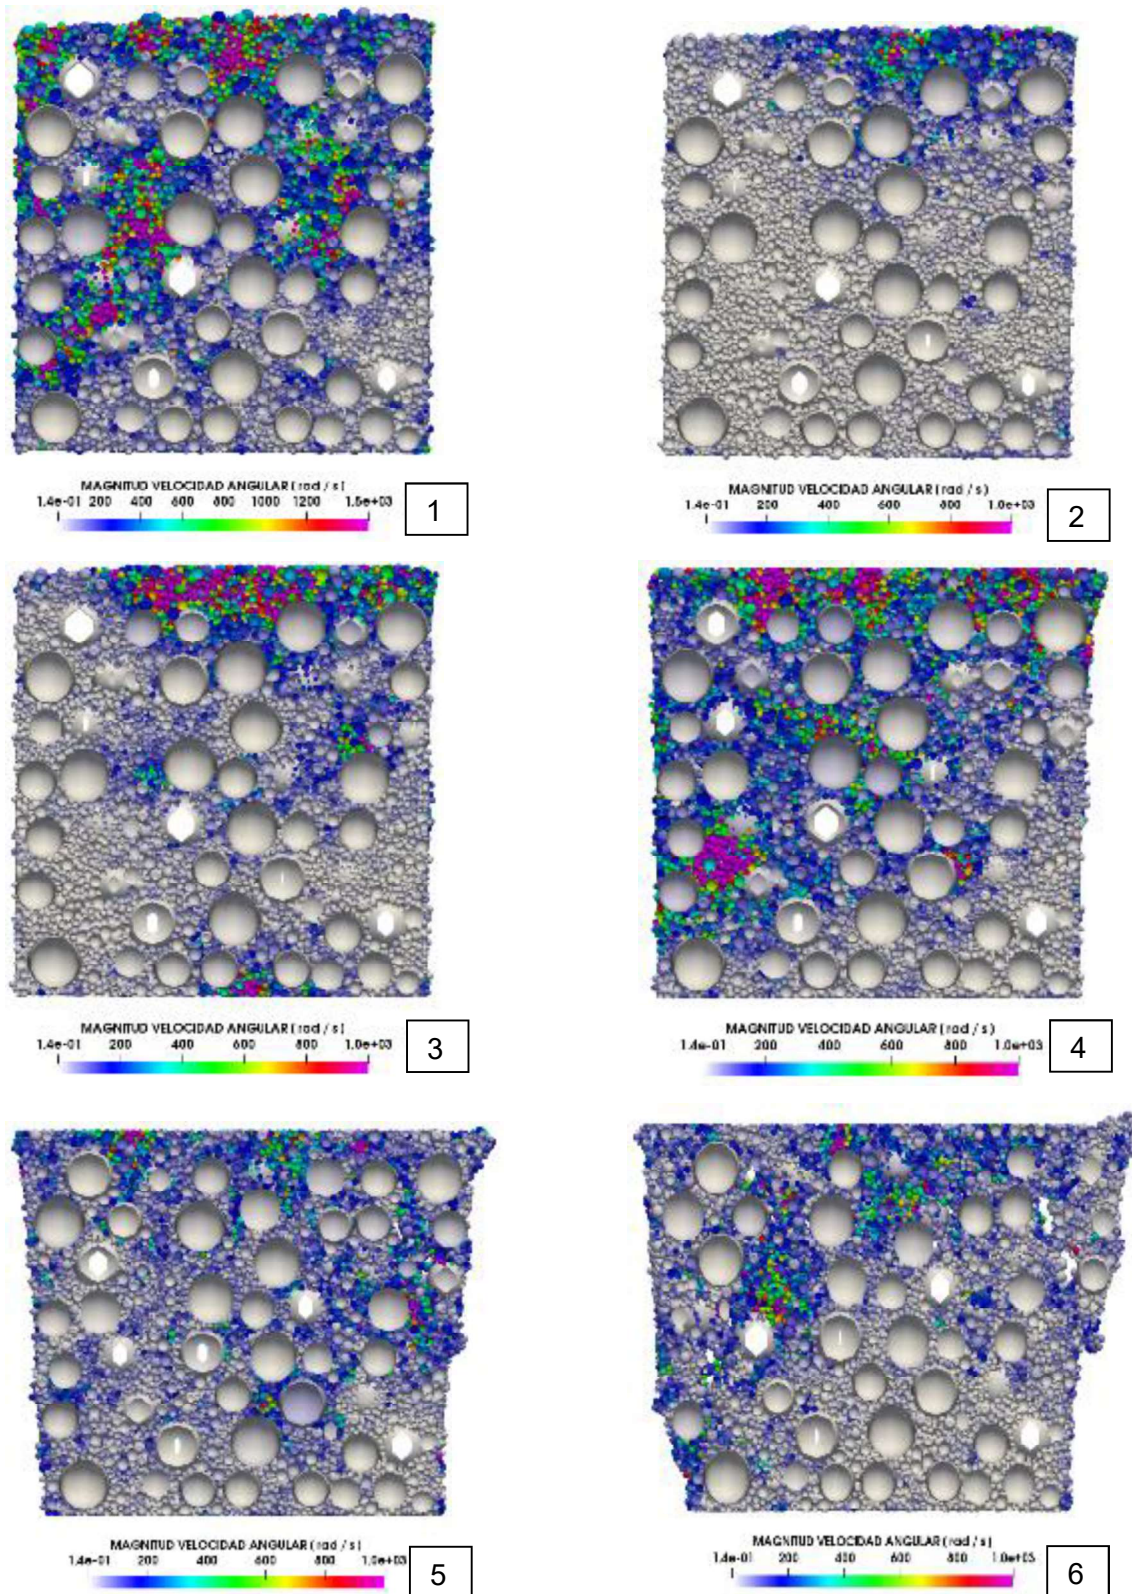 MAGNITUD VELOCIDAD ANGULAR ( rad / s )
1.4e-01 200 400 600 800 1000 1200 1.5e+03
1
MAGNITUD VELOCIDAD ANGULAR ( rad / s )
1.4e-01 200 400 600 800 1.0e+03
2
MAGNITUD VELOCIDAD ANGULAR ( rad / s )
1.4e-01 200 400 600 800 1.0e+03
3
MAGNITUD VELOCIDAD ANGULAR ( rad / s )
1.4e-01 200 400 600 800 1.0e+03
4
MAGNITUD VELOCIDAD ANGULAR ( rad / s )
1.4e-01 200 400 600 800 1.0e+03
5
MAGNITUD VELOCIDAD ANGULAR ( rad / s )
1.4e-01 200 400 600 800 1.0e+03
6